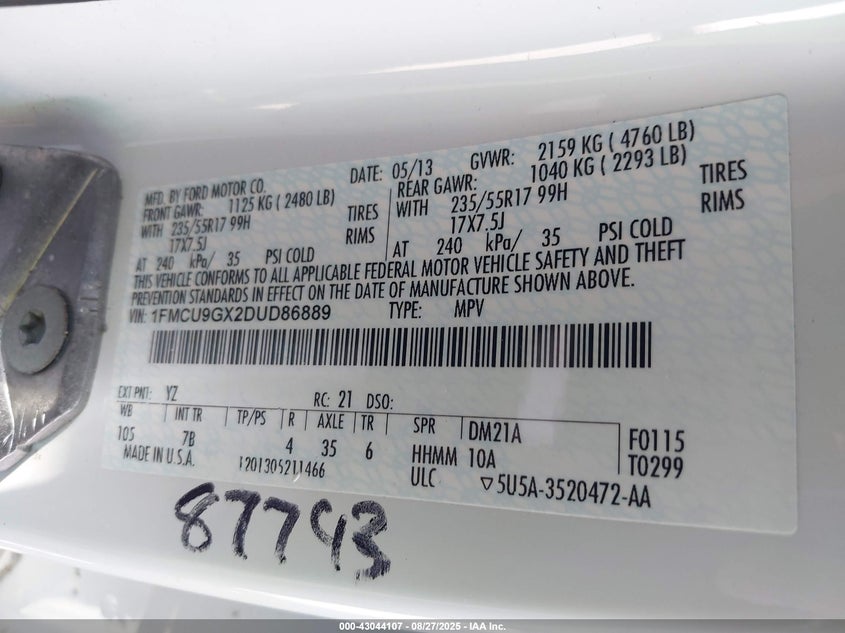 MFD. BY FORD MOTOR CO. DATE: 05/13 GVWR: 2159 KG ( 4760 LB)
FRONT GAWR: 1125 KG ( 2480 LB) REAR GAWR: 1040 KG ( 2293 LB)
WITH 235/55R17 99H TIRES WITH 235/55R17 99H TIRES
17X7.5J RIMS 17X7.5J RIMS
AT 240 kPa/ 35 PSI COLD AT 240 kPa/ 35 PSI COLD
THIS VEHICLE CONFORMS TO ALL APPLICABLE FEDERAL MOTOR VEHICLE SAFETY AND THEFT
PREVENTION STANDARDS IN EFFECT ON THE DATE OF MANUFACTURE SHOWN ABOVE.
VIN: 1FMCU9GX2DUD86889 TYPE: MPV
EXT PNT: YZ RC: 21 DSO:
WB INT TR TP/PS R AXLE TR SPR DM21A F0115
105 7B 4 35 6 HHMM 10A T0299
MADE IN U.S.A. T201305211466 ULC ▽5U5A-3520472-AA
87743
000-43044107 - 08/27/2025 - IAA Inc.